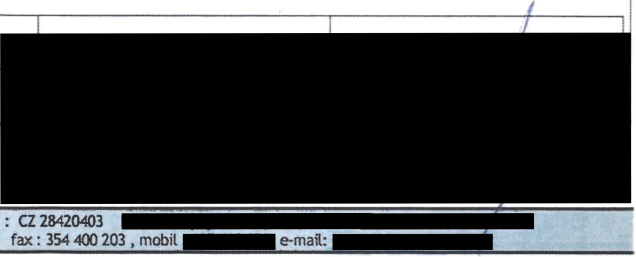 : CZ 28420403
fax : 354 400 203 , mobil e-mail: